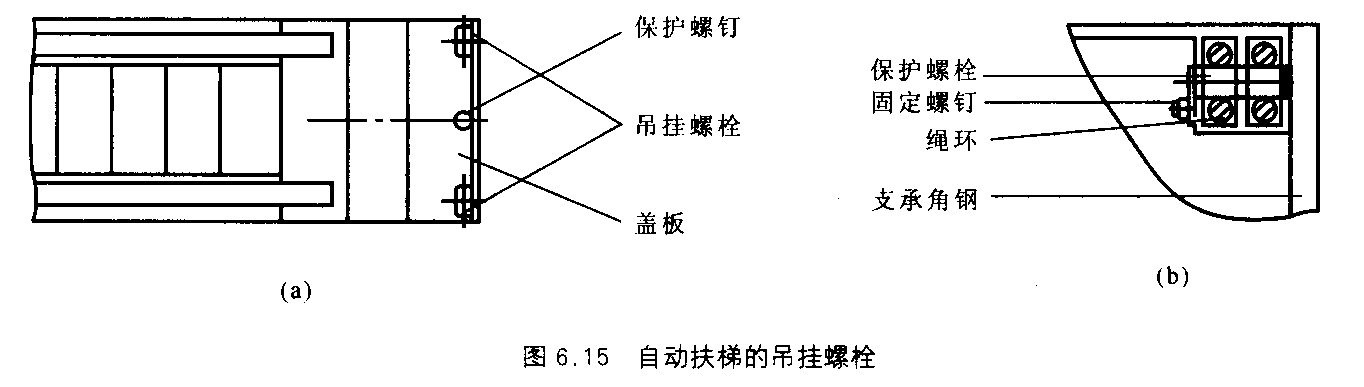 保护螺钉
吊挂螺栓
盖板
(a)
保护螺栓
固定螺钉
绳环
支承角钢
(b)
图 6.15 自动扶梯的吊挂螺栓